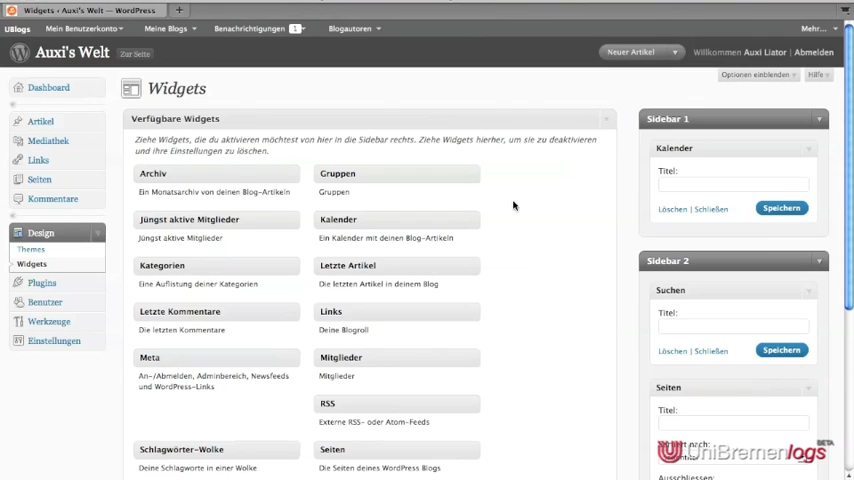 Widgets ‹ Auxi's Welt — WordPress
UBlogs Mein Benutzerkonto Meine Blogs Benachrichtigungen 1 Blogautoren Mehr...
Auxi's Welt Zur Seite Neuer Artikel Willkommen Auxi Liator | Abmelden
Optionen einblenden Hilfe
Dashboard
Artikel
Mediathek
Links
Seiten
Kommentare
Design
Themes
Widgets
Plugins
Benutzer
Werkzeuge
Einstellungen
Widgets
Verfügbare Widgets
Ziehe Widgets, die du aktivieren möchtest von hier in die Sidebar rechts. Ziehe Widgets hierher, um sie zu deaktivieren
und ihre Einstellungen zu löschen.
Archiv
Ein Monatsarchiv von deinen Blog-Artikeln
Gruppen
Gruppen
Jüngst aktive Mitglieder
Jüngst aktive Mitglieder
Kalender
Ein Kalender mit deinen Blog-Artikeln
Kategorien
Eine Auflistung deiner Kategorien
Letzte Artikel
Die letzten Artikel in deinem Blog
Letzte Kommentare
Die letzten Kommentare
Links
Deine Blogroll
Meta
An-/Abmelden, Adminbereich, Newsfeeds
und WordPress-Links
Mitglieder
Mitglieder
RSS
Externe RSS- oder Atom-Feeds
Schlagwörter-Wolke
Deine Schlagworte in einer Wolke
Seiten
Die Seiten deines WordPress Blogs
Sidebar 1
Kalender
Titel:
Löschen | Schließen Speichern
Sidebar 2
Suchen
Titel:
Löschen | Schließen Speichern
Seiten
Titel:
UniBremenlogs BETA
Ausschliessen: